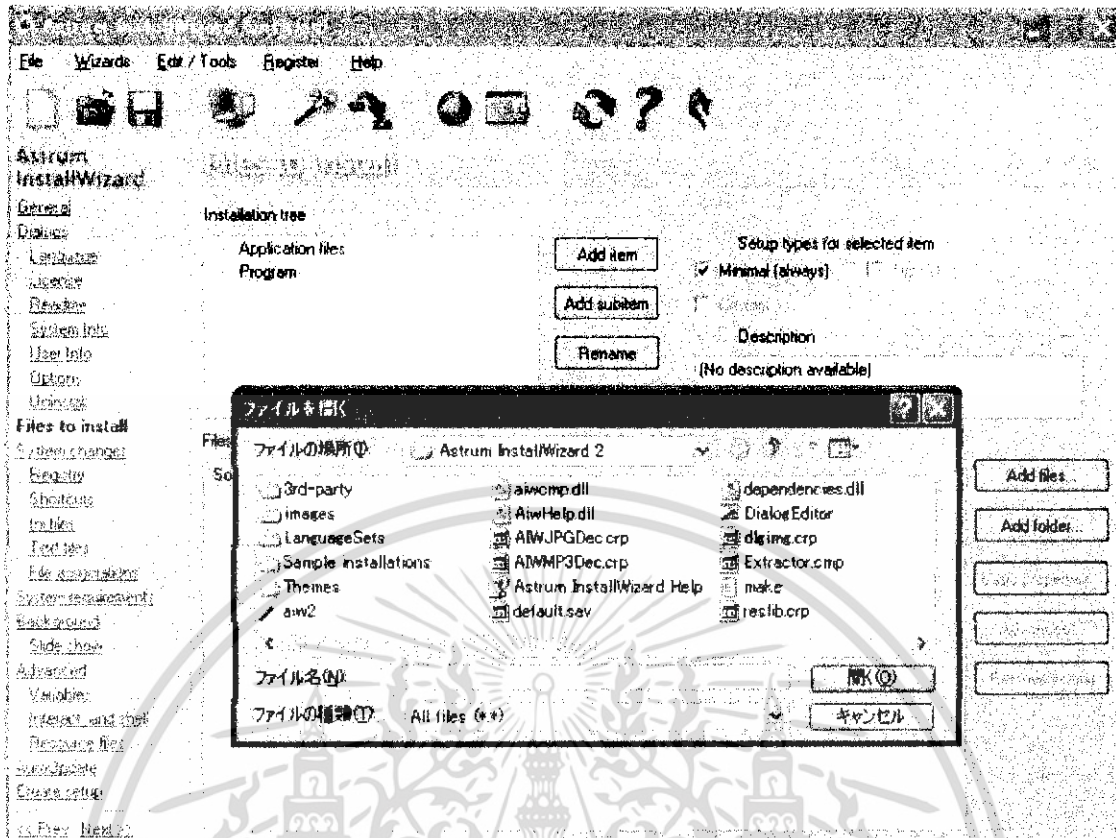 File Wizards Edit / Tools Register Help
Astrum
InstallWizard
General
Dialogs
Language
License
Readme
System Info
User Info
Options
Uninstall
Files to install
System changes
Registry
Shortcuts
Ini files
Text files
File associations
System requirements
Background
Slide show
Advanced
Variables
Interact. and shell
Resource files
AutoUpdate
Create setup
<< Prev Next >>
Files to install
Installation tree
Application files
Program
Add item
Add subitem
Rename
Setup types for selected item
Minimal (always)
Description
(No description available)
Files
So
Add files...
Add folder...
ファイルを開く
ファイルの場所(I): Astrum InstallWizard 2
3rd-party
images
LanguageSets
Sample installations
Themes
aiw2
aiwcmp.dll
AiwHelp.dll
AIWJPGDec.crp
AIWMP3Dec.crp
Astrum InstallWizard Help
default.sav
dependencies.dll
DialogEditor
dlgimg.crp
Extractor.cmp
make
reslib.crp
ファイル名(N):
開く(O)
ファイルの種類(T): All files (*.*)
キャンセル